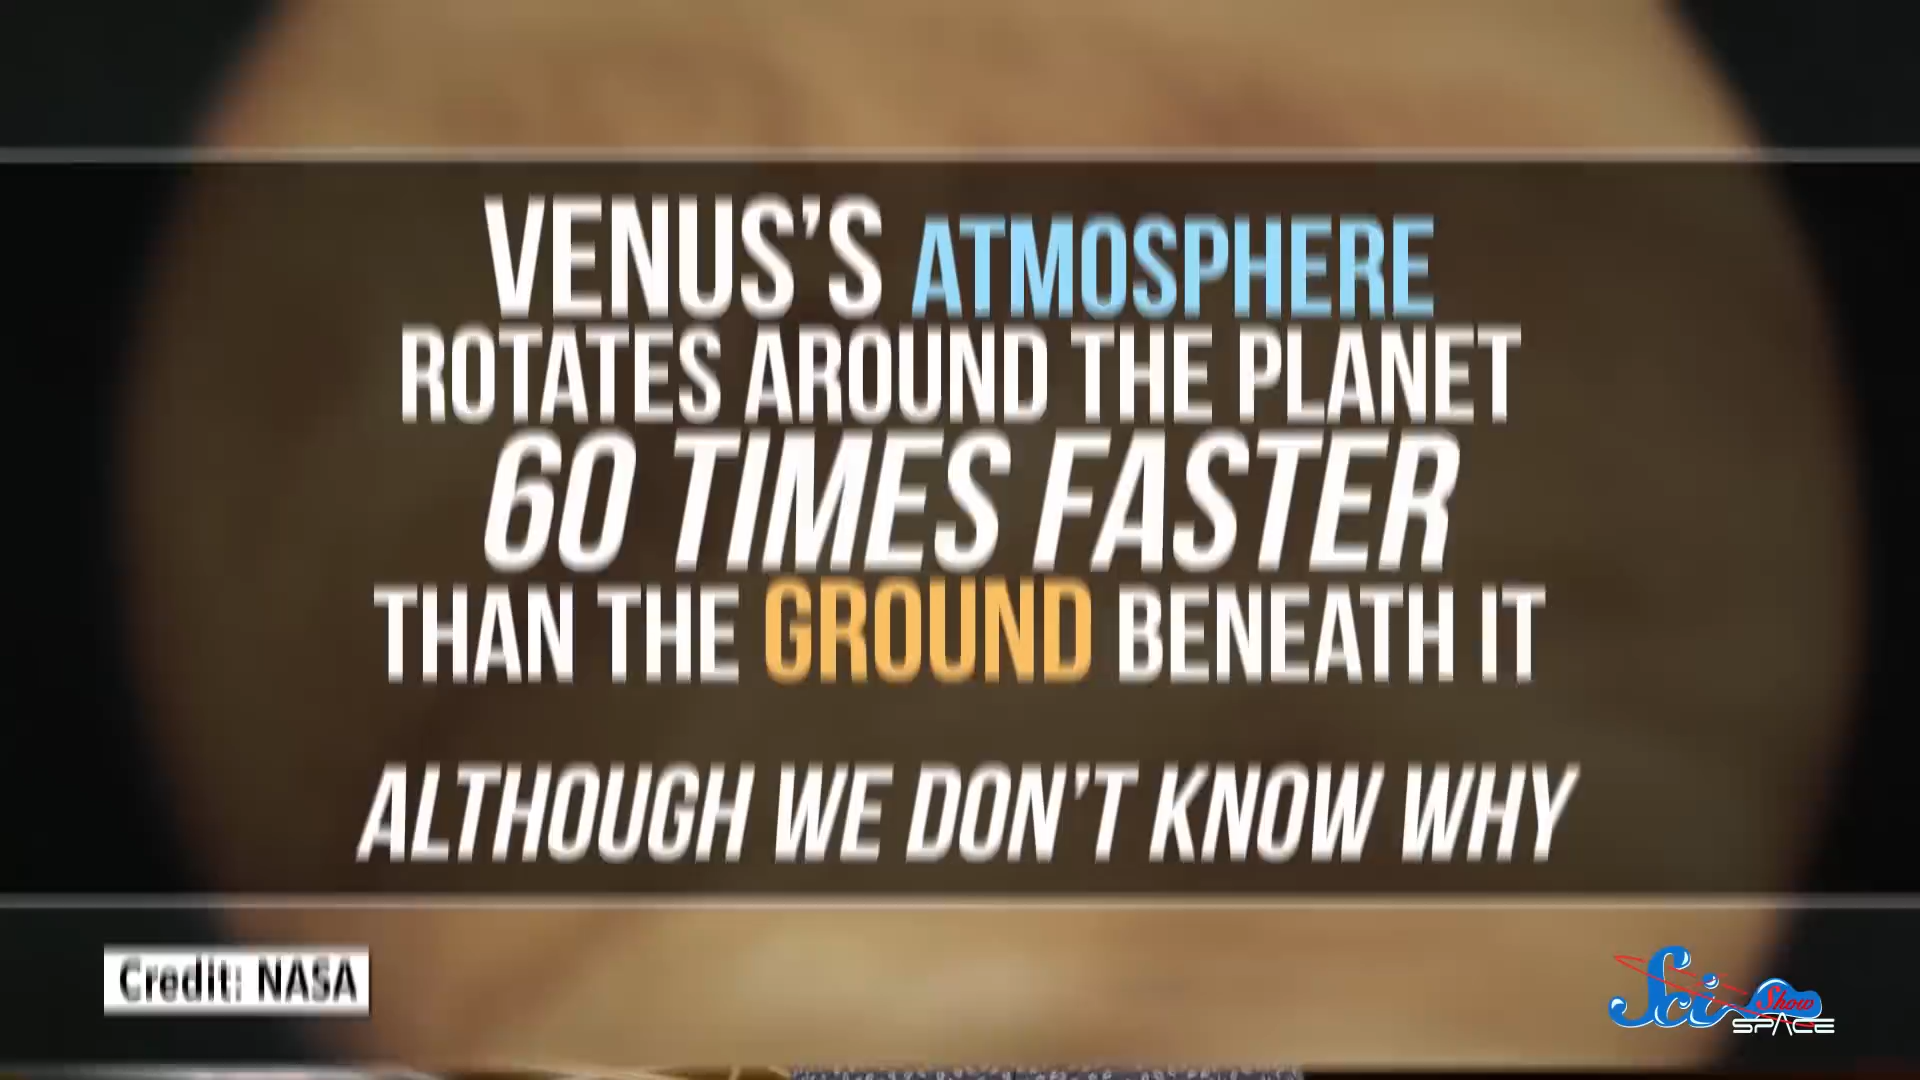 VENUS'S ATMOSPHERE
ROTATES AROUND THE PLANET
60 TIMES FASTER
THAN THE GROUND BENEATH IT
ALTHOUGH WE DON'T KNOW WHY
Credit: NASA
Sci Show
SPACE